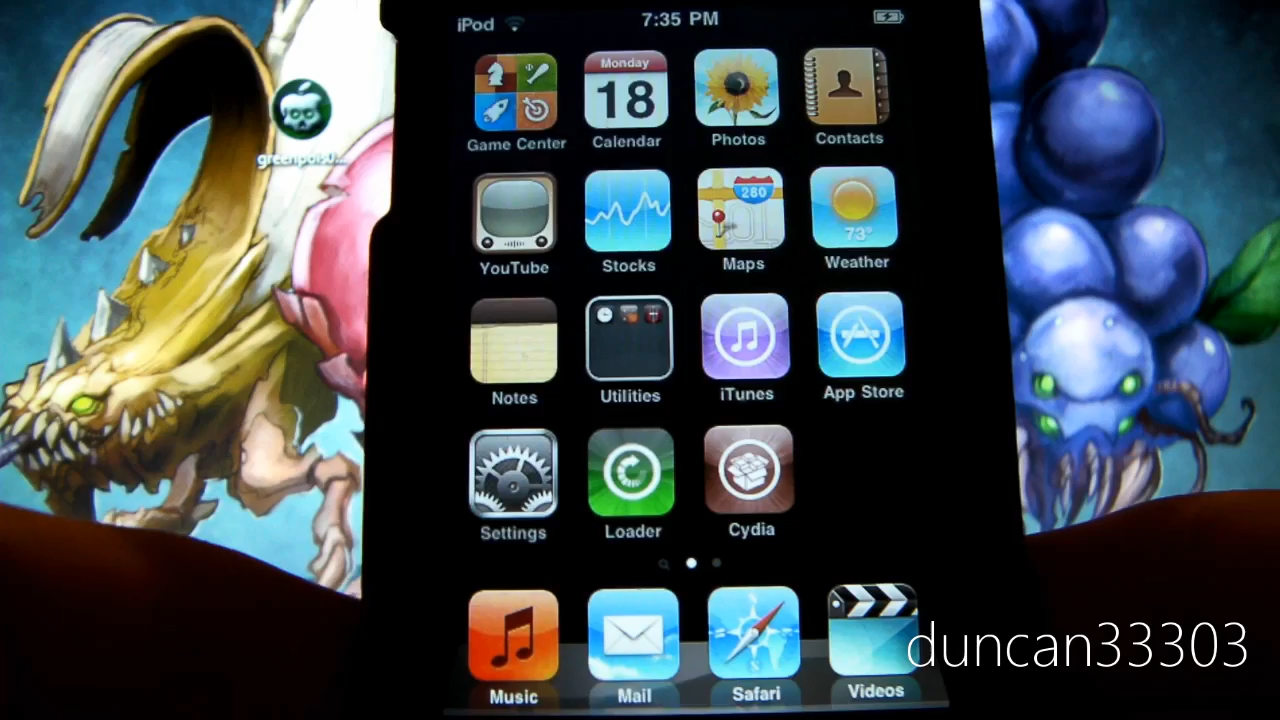 iPod 7:35 PM
greenpois0...
Monday
18
Game Center Calendar Photos Contacts
280
73°
YouTube Stocks Maps Weather
Notes Utilities iTunes App Store
Settings Loader Cydia
Music Mail Safari Videos
duncan33303